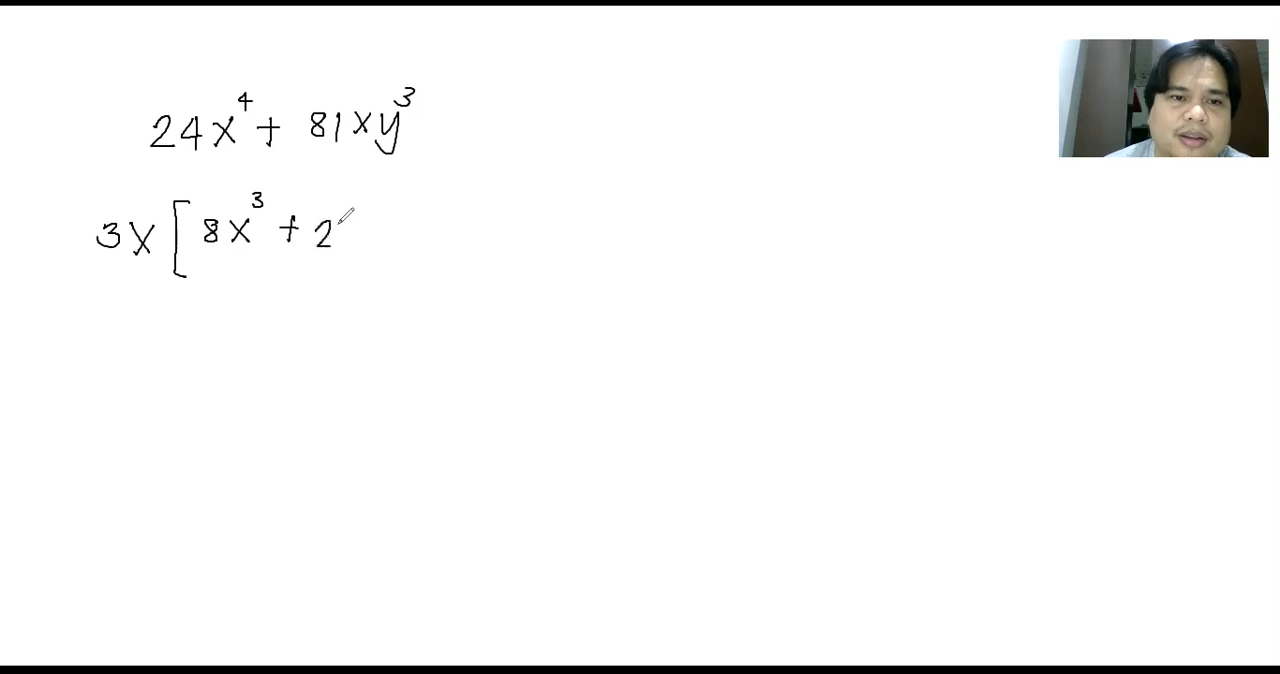 24x⁴ + 81xy³
3x [ 8x³ + 2